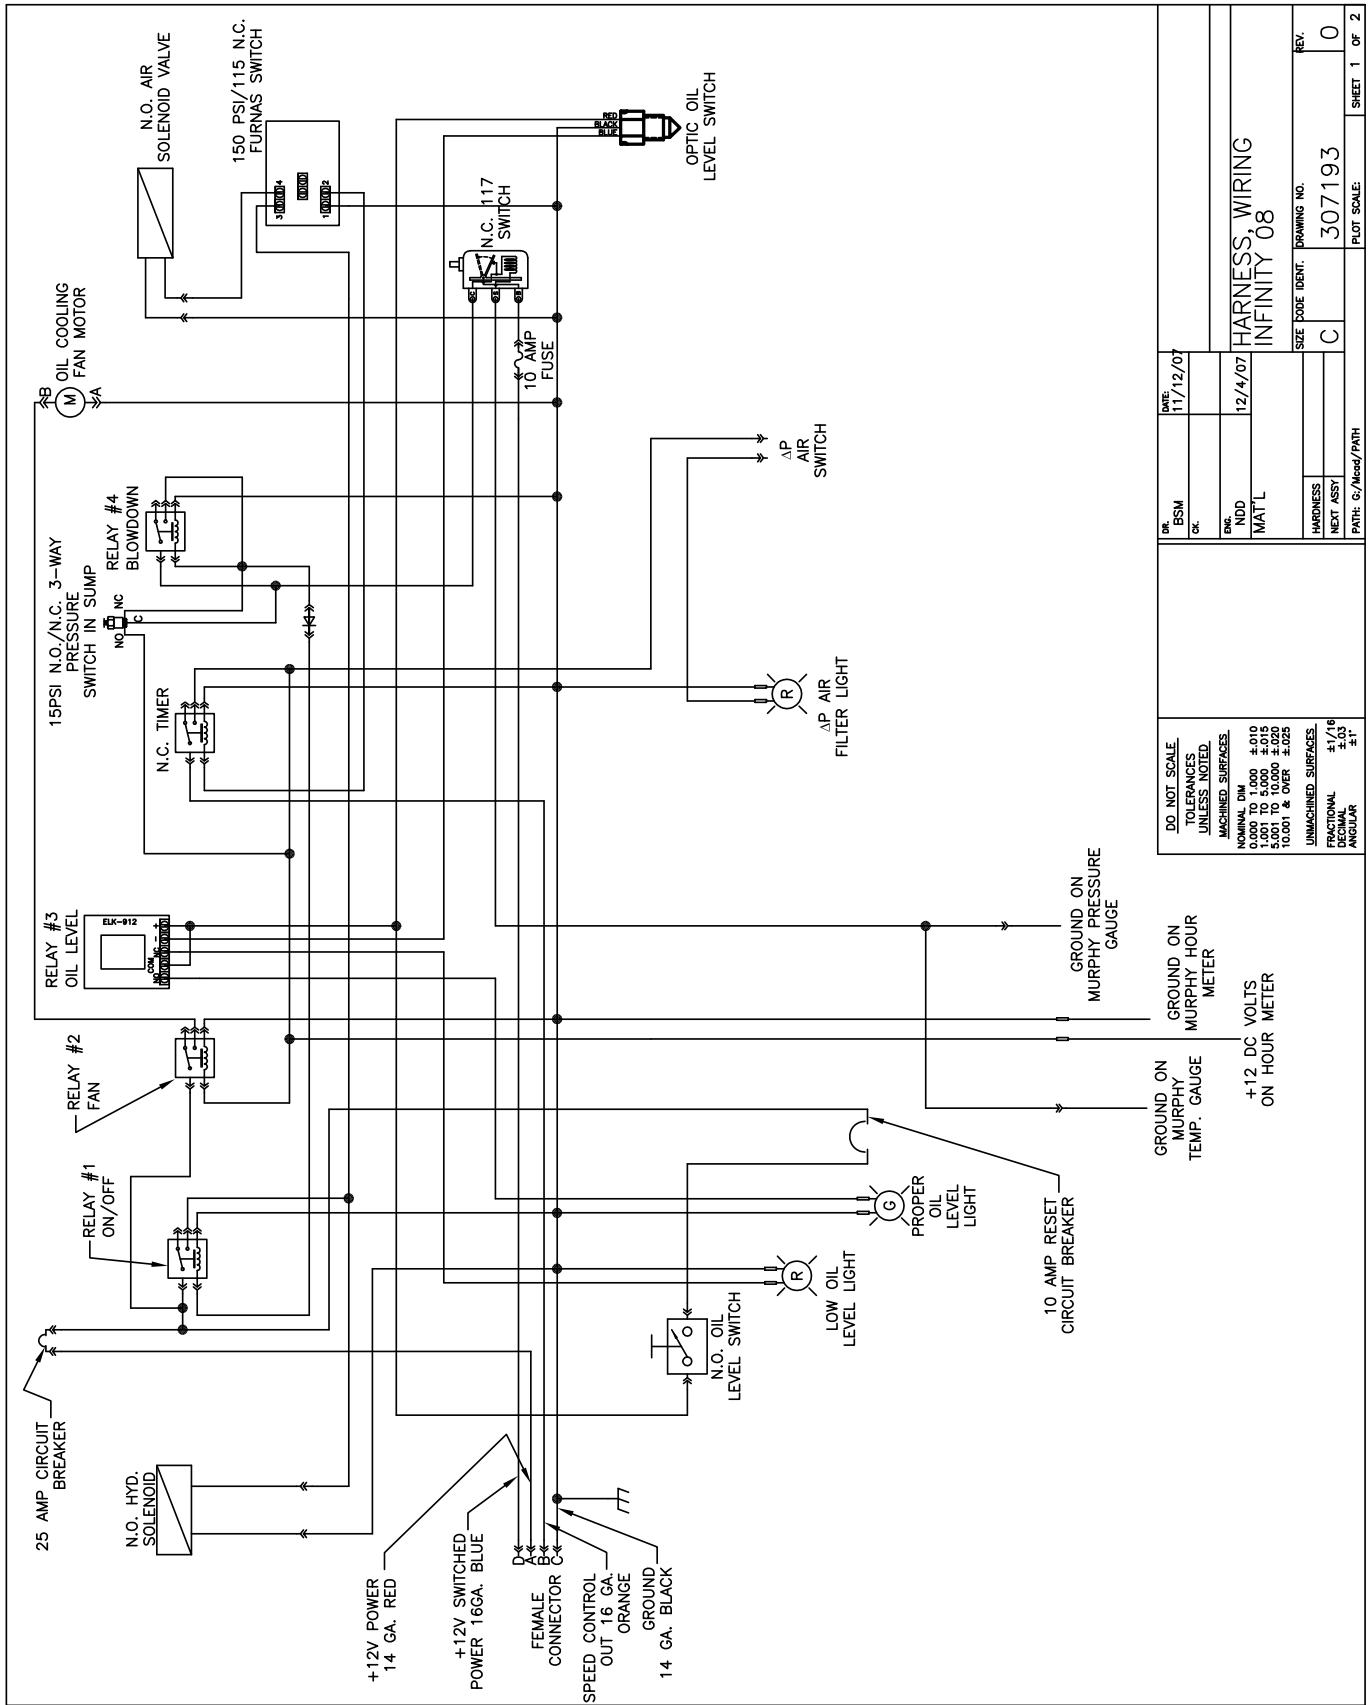 25 AMP CIRCUIT
BREAKER
N.O. HYD.
SOLENOID
RELAY #1
ON/OFF
RELAY #2
FAN
RELAY #3
OIL LEVEL
ELK-912
NO
COM
NC
-
+
N.C. TIMER
15PSI N.O./N.C. 3-WAY
PRESSURE
SWITCH IN SUMP
NO
C
NC
RELAY #4
BLOWDOWN
B
M
A
OIL COOLING
FAN MOTOR
N.O. AIR
SOLENOID VALVE
150 PSI/115 N.C.
FURNAS SWITCH
3
4
1
2
N.C. 117
SWITCH
10 AMP
FUSE
RED
BLACK
BLUE
OPTIC OIL
LEVEL SWITCH
ΔP
AIR
SWITCH
R
ΔP AIR
FILTER LIGHT
+12V POWER
14 GA. RED
+12V SWITCHED
POWER 16GA. BLUE
D
A
B
C
FEMALE
CONNECTOR
SPEED CONTROL
OUT 16 GA.
ORANGE
GROUND
14 GA. BLACK
N.O. OIL
LEVEL SWITCH
R
LOW OIL
LEVEL LIGHT
G
PROPER
OIL
LEVEL
LIGHT
10 AMP RESET
CIRCUIT BREAKER
GROUND ON
MURPHY
TEMP. GAUGE
+12 DC VOLTS
ON HOUR METER
GROUND ON
MURPHY HOUR
METER
GROUND ON
MURPHY PRESSURE
GAUGE
DO NOT SCALE
TOLERANCES
UNLESS NOTED
MACHINED SURFACES
NOMINAL DIM
0.000 TO 1.000 ±.010
1.001 TO 5.000 ±.015
5.001 TO 10.000 ±.020
10.001 & OVER ±.025
UNMACHINED SURFACES
FRACTIONAL ±1/16
DECIMAL ±.03
ANGULAR ±1°
DR. BSM
DATE: 11/12/07
CK.
ENG. NDD 12/4/07
MAT'L
HARDNESS
NEXT ASSY
PATH: G:/Mcad/PATH
HARNESS, WIRING
INFINITY 08
SIZE C
CODE IDENT.
DRAWING NO. 307193
REV. 0
PLOT SCALE:
SHEET 1 OF 2